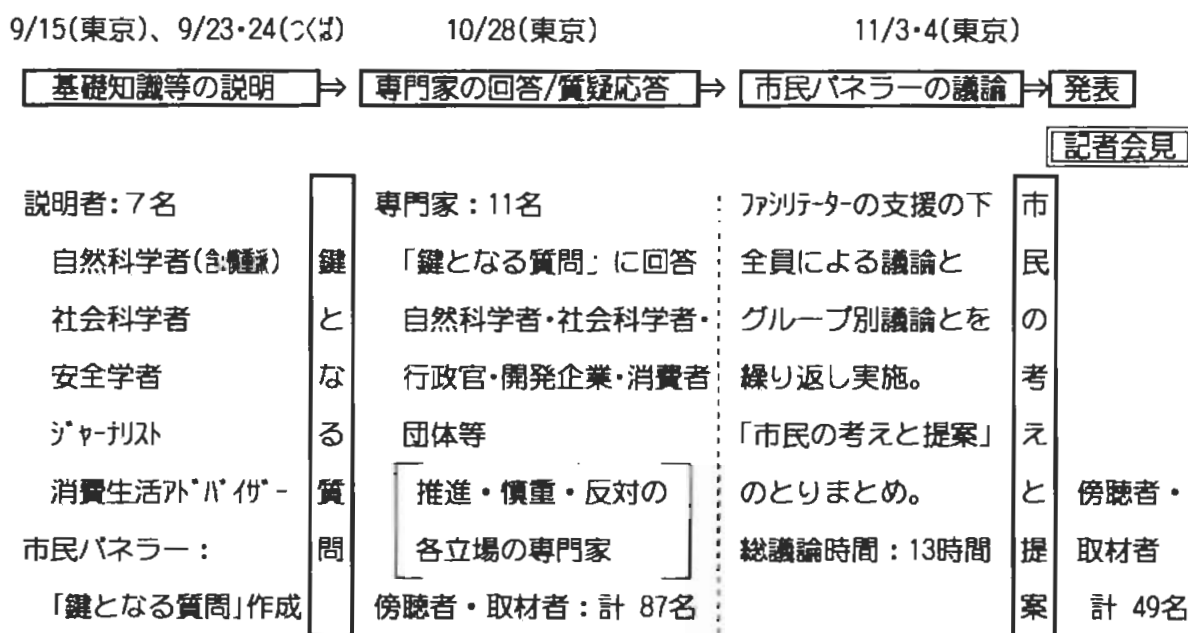 9/15(東京)、9/23・24(つくば)
10/28(東京)
11/3・4(東京)
基礎知識等の説明 ⇒ 専門家の回答/質疑応答 ⇒ 市民パネラーの議論 ⇒ 発表
記者会見
説明者:7名
自然科学者
社会科学者
安全学者
ジャーナリスト
消費生活アドバイザー
市民パネラー:
「鍵となる質問」作成
鍵となる質問
専門家:11名
「鍵となる質問」に回答
自然科学者・社会科学者・
行政官・開発企業・消費者
団体等
推進・慎重・反対の
各立場の専門家
傍聴者・取材者:計 87名
ファシリテーターの支援の下
全員による議論と
グループ別議論とを
繰り返し実施。
「市民の考えと提案」
のとりまとめ。
総議論時間:13時間
市民の考えと提案
傍聴者・
取材者
計 49名